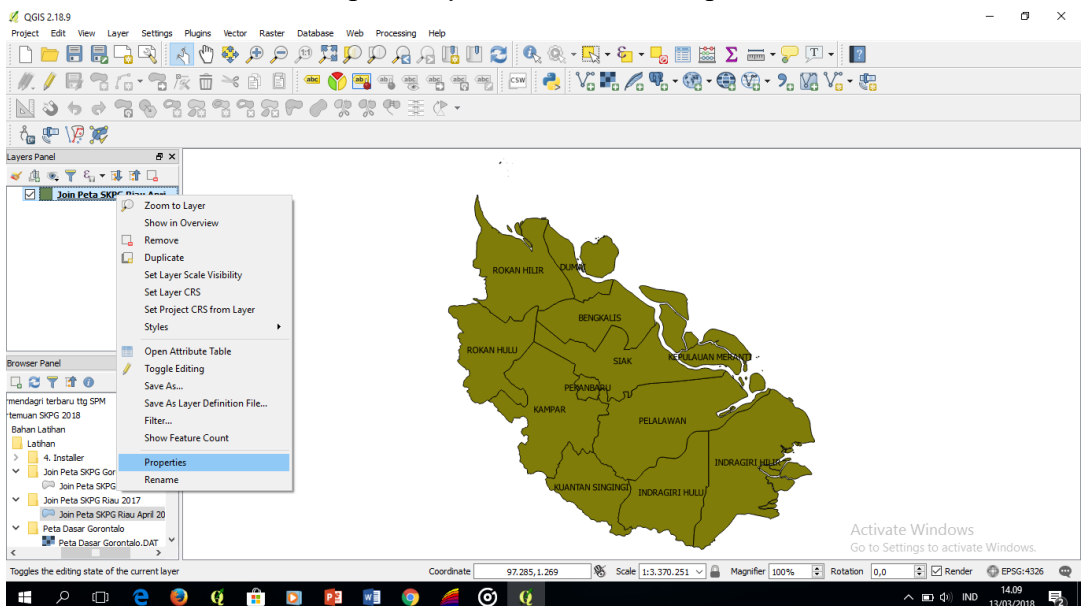 QGIS 2.18.9
Project Edit View Layer Settings Plugins Vector Raster Database Web Processing Help
Layers Panel
Join Peta SKPG Riau Apri
Zoom to Layer
Show in Overview
Remove
Duplicate
Set Layer Scale Visibility
Set Layer CRS
Set Project CRS from Layer
Styles
Open Attribute Table
Toggle Editing
Save As...
Save As Layer Definition File...
Filter...
Show Feature Count
Properties
Rename
Browser Panel
mendagri terbaru ttg SPM
temuan SKPG 2018
Bahan Latihan
Latihan
4. Installer
Join Peta SKPG Gor
Join Peta SKPG
Join Peta SKPG Riau 2017
Join Peta SKPG Riau April 20
Peta Dasar Gorontalo
Peta Dasar Gorontalo.DAT
ROKAN HILIR
DUMAI
BENGKALIS
ROKAN HULU
SIAK
KEPULAUAN MERANTI
PEKANBARU
KAMPAR
PELALAWAN
INDRAGIRI HILIR
KUANTAN SINGINGI
INDRAGIRI HULU
Activate Windows
Go to Settings to activate Windows.
Toggles the editing state of the current layer
Coordinate 97.285,1.269 Scale 1:3.370.251 Magnifier 100% Rotation 0,0 Render EPSG:4326
IND
14.09
13/03/2018